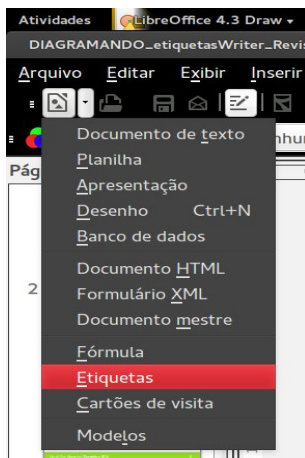 Atividades LibreOffice 4.3 Draw
DIAGRAMANDO_etiquetasWriter_Revis
Arquivo Editar Exibir Inserir
Documento de texto
nhun
Planilha
Pág
Apresentação
Desenho Ctrl+N
Banco de dados
Documento HTML
2
Formulário XML
Documento mestre
Fórmula
Etiquetas
Cartões de visita
Modelos